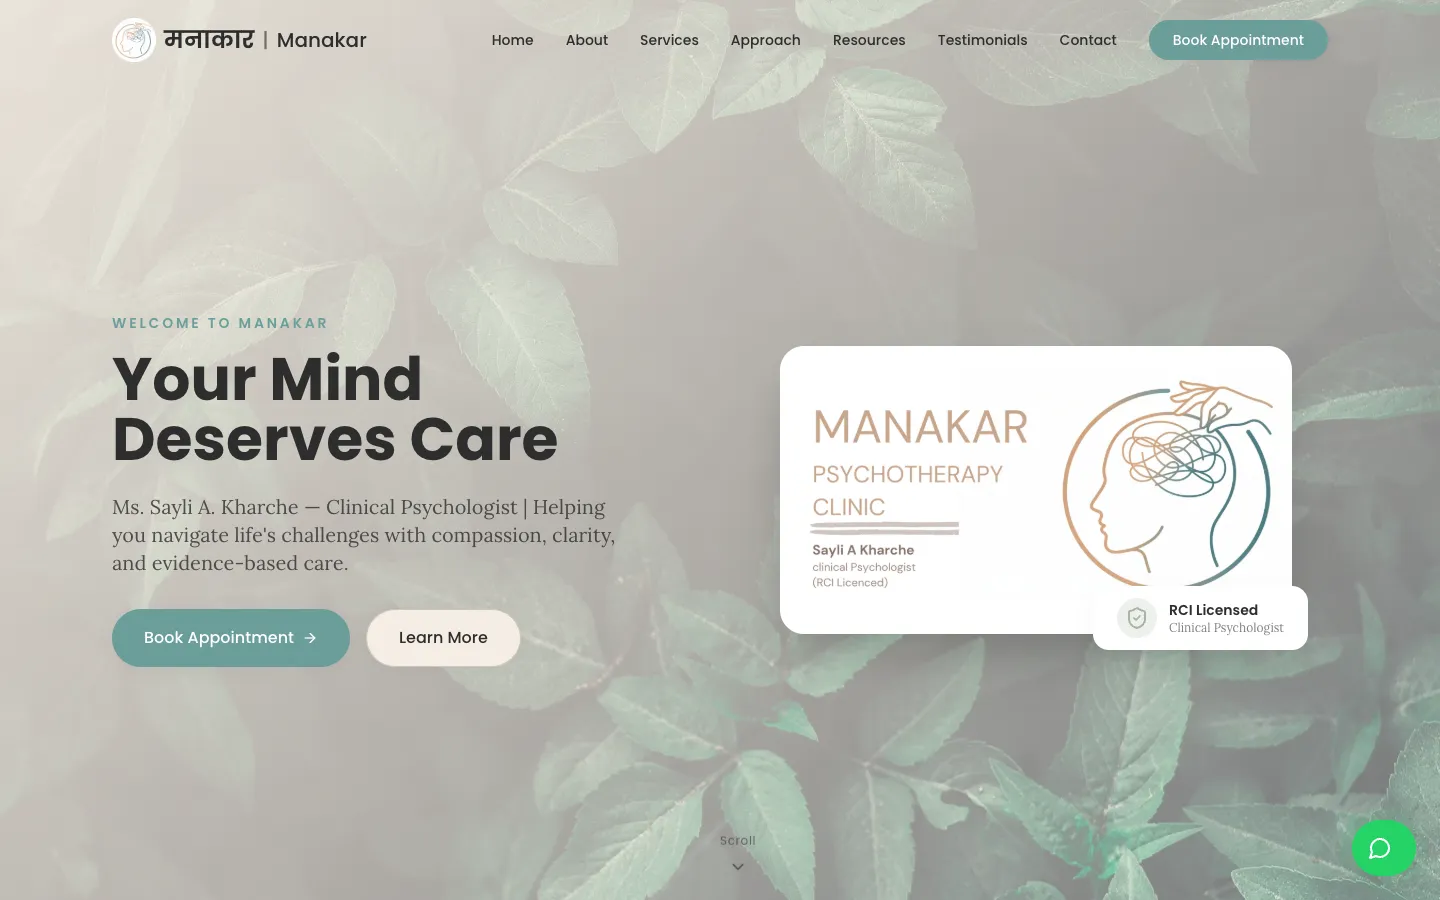 मनाकार | Manakar
Home About Services Approach Resources Testimonials Contact Book Appointment
WELCOME TO MANAKAR
Your Mind
Deserves Care
Ms. Sayli A. Kharche — Clinical Psychologist | Helping
you navigate life's challenges with compassion, clarity,
and evidence-based care.
Book Appointment
Learn More
MANAKAR
PSYCHOTHERAPY
CLINIC
Sayli A Kharche
clinical Psychologist
(RCI Licenced)
RCI Licensed
Clinical Psychologist
Scroll